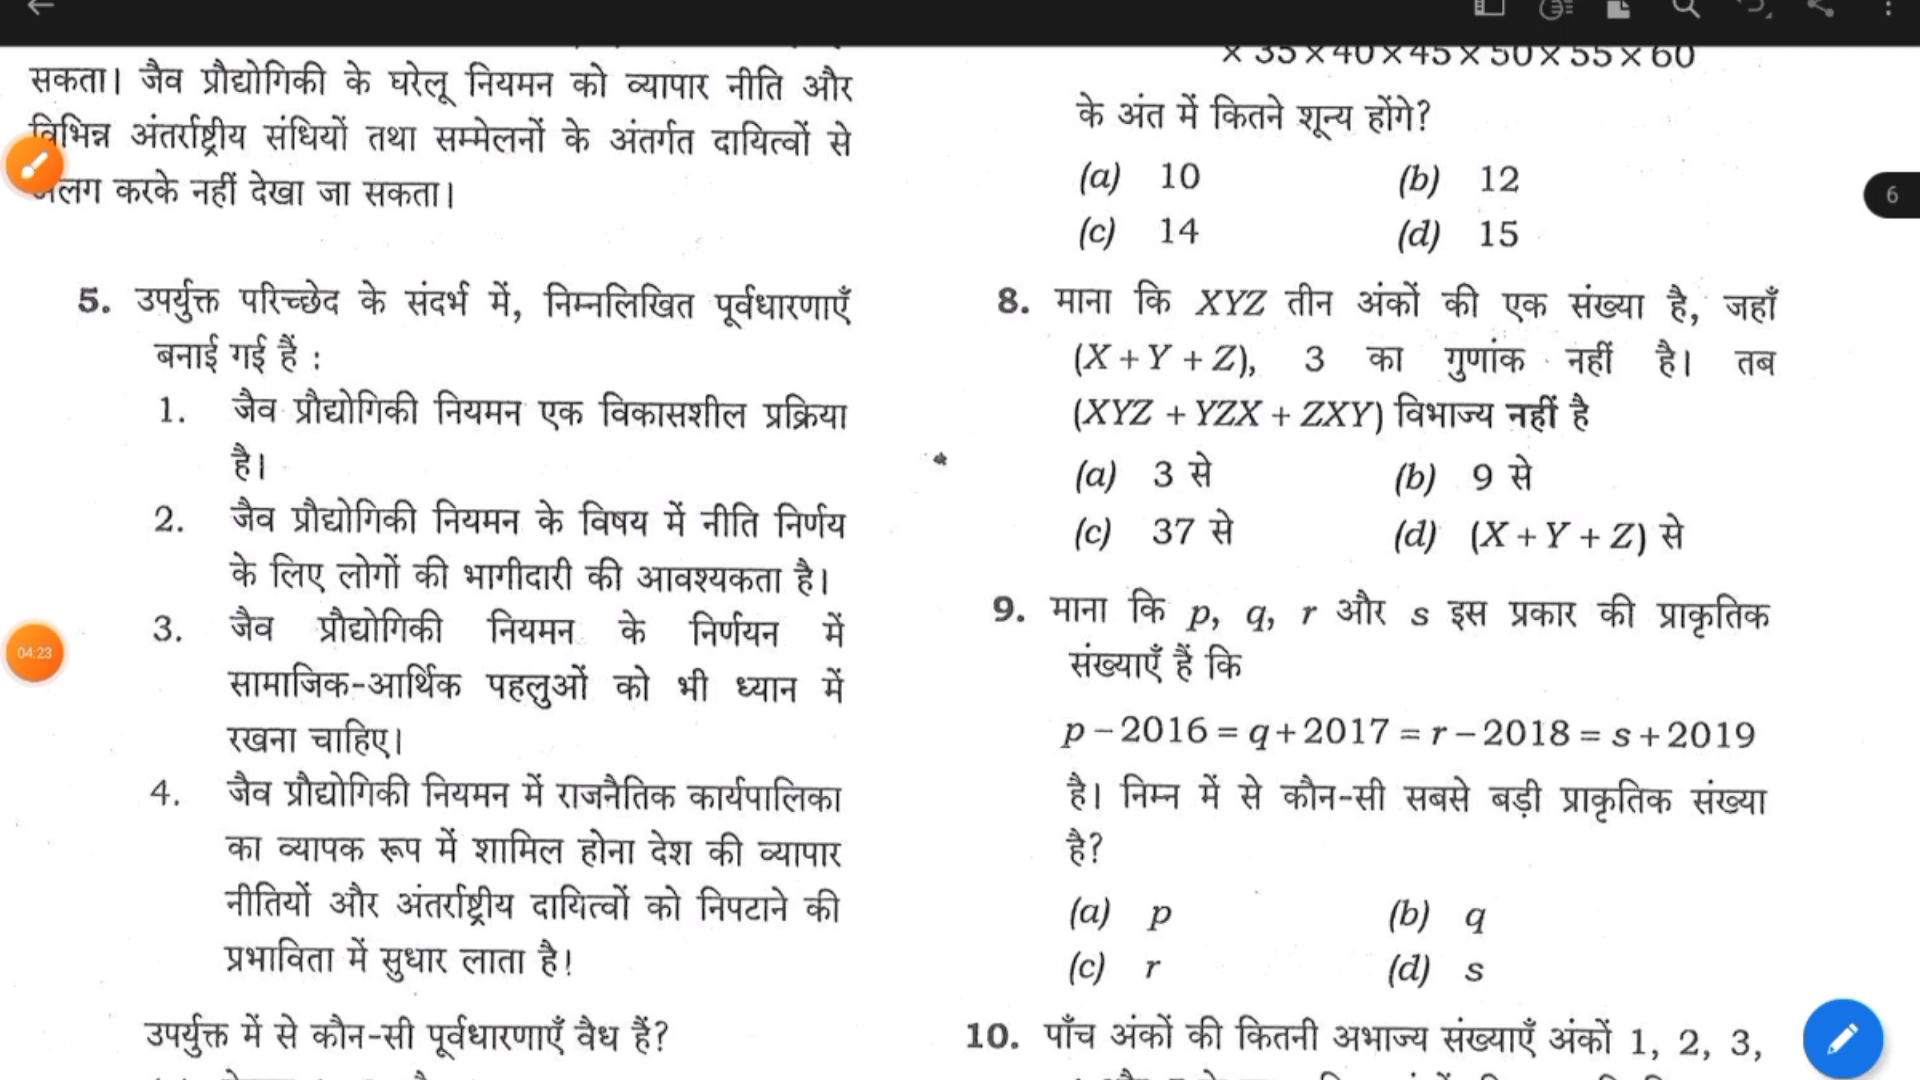 सकता। जैव प्रौद्योगिकी के घरेलू नियमन को व्यापार नीति और
विभिन्न अंतर्राष्ट्रीय संधियों तथा सम्मेलनों के अंतर्गत दायित्वों से
अलग करके नहीं देखा जा सकता।
5. उपर्युक्त परिच्छेद के संदर्भ में, निम्नलिखित पूर्वधारणाएँ
बनाई गई हैं :
1. जैव प्रौद्योगिकी नियमन एक विकासशील प्रक्रिया
है।
2. जैव प्रौद्योगिकी नियमन के विषय में नीति निर्णय
के लिए लोगों की भागीदारी की आवश्यकता है।
3. जैव प्रौद्योगिकी नियमन के निर्णयन में
सामाजिक-आर्थिक पहलुओं को भी ध्यान में
रखना चाहिए।
4. जैव प्रौद्योगिकी नियमन में राजनैतिक कार्यपालिका
का व्यापक रूप में शामिल होना देश की व्यापार
नीतियों और अंतर्राष्ट्रीय दायित्वों को निपटाने की
प्रभाविता में सुधार लाता है।
उपर्युक्त में से कौन-सी पूर्वधारणाएँ वैध हैं?
04:23
× 35 × 40 × 45 × 50 × 55 × 60
के अंत में कितने शून्य होंगे?
(a) 10 (b) 12
(c) 14 (d) 15
6
8. माना कि XYZ तीन अंकों की एक संख्या है, जहाँ
(X + Y + Z), 3 का गुणांक नहीं है। तब
(XYZ + YZX + ZXY) विभाज्य नहीं है
(a) 3 से (b) 9 से
(c) 37 से (d) (X + Y + Z) से
9. माना कि p, q, r और s इस प्रकार की प्राकृतिक
संख्याएँ हैं कि
p – 2016 = q + 2017 = r – 2018 = s + 2019
है। निम्न में से कौन-सी सबसे बड़ी प्राकृतिक संख्या
है?
(a) p (b) q
(c) r (d) s
10. पाँच अंकों की कितनी अभाज्य संख्याएँ अंकों 1, 2, 3,